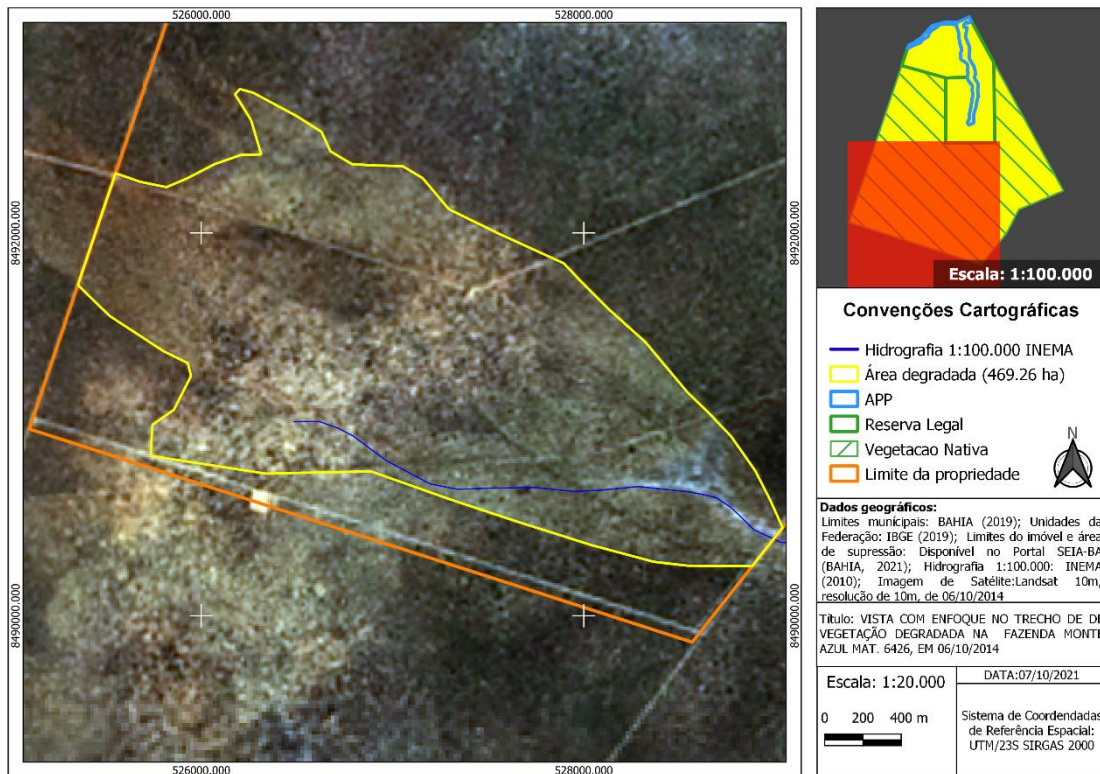 526000.000
528000.000
8492000.000
8490000.000
8492000.000
8490000.000
526000.000
528000.000
Escala: 1:100.000
Convenções Cartográficas
Hidrografia 1:100.000 INEMA
Área degradada (469.26 ha)
APP
Reserva Legal
Vegetacao Nativa
Limite da propriedade
N
Dados geográficos:
Limites municipais: BAHIA (2019); Unidades da
Federação: IBGE (2019); Limites do imóvel e área
de supressão: Disponível no Portal SEIA-BA
(BAHIA, 2021); Hidrografia 1:100.000: INEMA
(2010); Imagem de Satélite:Landsat 10m,
resolução de 10m, de 06/10/2014
Título: VISTA COM ENFOQUE NO TRECHO DE DE
VEGETAÇÃO DEGRADADA NA FAZENDA MONTE
AZUL MAT. 6426, EM 06/10/2014
Escala: 1:20.000
0 200 400 m
DATA:07/10/2021
Sistema de Coordendadas
de Referência Espacial:
UTM/23S SIRGAS 2000